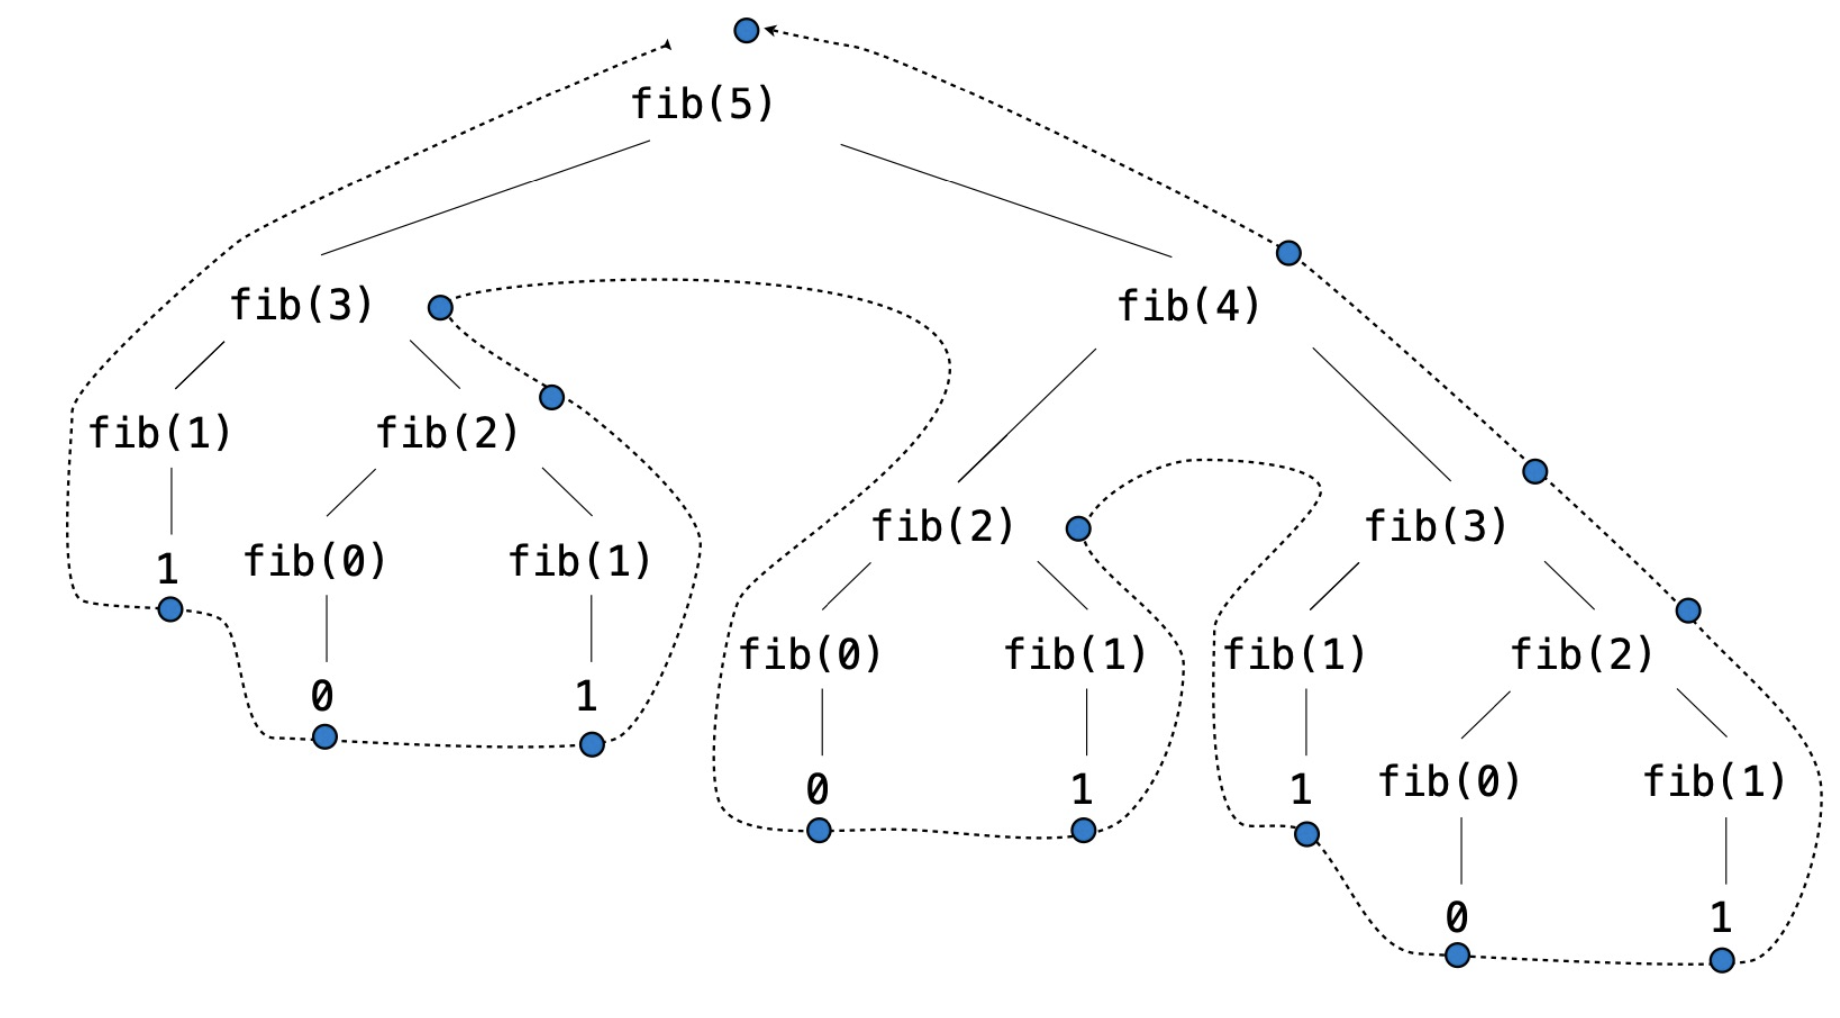 fib(5)
fib(3) fib(4)
fib(1) fib(2)
fib(2) fib(3)
1 fib(0) fib(1)
fib(0) fib(1) fib(1) fib(2)
0 1
0 1 1 fib(0) fib(1)
0 1